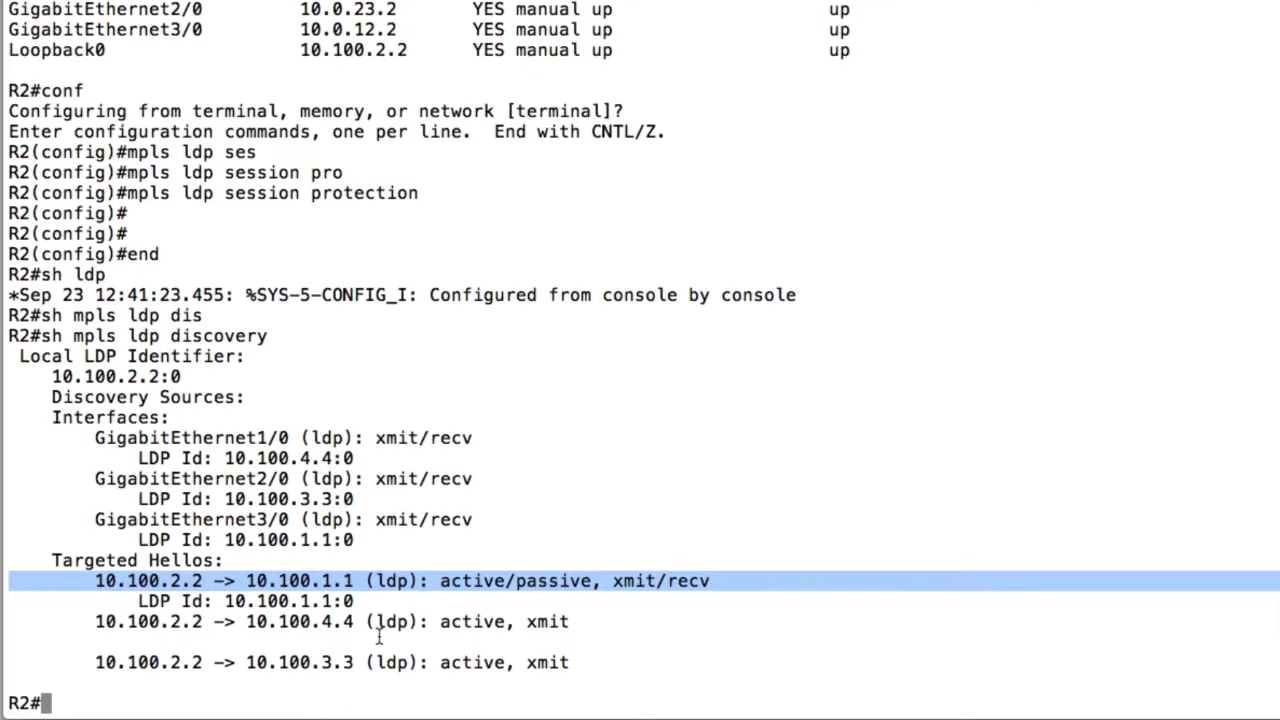 GigabitEthernet2/0         10.0.23.2       YES manual up                    up
GigabitEthernet3/0         10.0.12.2       YES manual up                    up
Loopback0                  10.100.2.2      YES manual up                    up

R2#conf
Configuring from terminal, memory, or network [terminal]?
Enter configuration commands, one per line.  End with CNTL/Z.
R2(config)#mpls ldp ses
R2(config)#mpls ldp session pro
R2(config)#mpls ldp session protection
R2(config)#
R2(config)#
R2(config)#end
R2#sh ldp
*Sep 23 12:41:23.455: %SYS-5-CONFIG_I: Configured from console by console
R2#sh mpls ldp dis
R2#sh mpls ldp discovery
 Local LDP Identifier:
    10.100.2.2:0
    Discovery Sources:
    Interfaces:
        GigabitEthernet1/0 (ldp): xmit/recv
            LDP Id: 10.100.4.4:0
        GigabitEthernet2/0 (ldp): xmit/recv
            LDP Id: 10.100.3.3:0
        GigabitEthernet3/0 (ldp): xmit/recv
            LDP Id: 10.100.1.1:0
    Targeted Hellos:
        10.100.2.2 -> 10.100.1.1 (ldp): active/passive, xmit/recv
            LDP Id: 10.100.1.1:0
        10.100.2.2 -> 10.100.4.4 (ldp): active, xmit

        10.100.2.2 -> 10.100.3.3 (ldp): active, xmit

R2#